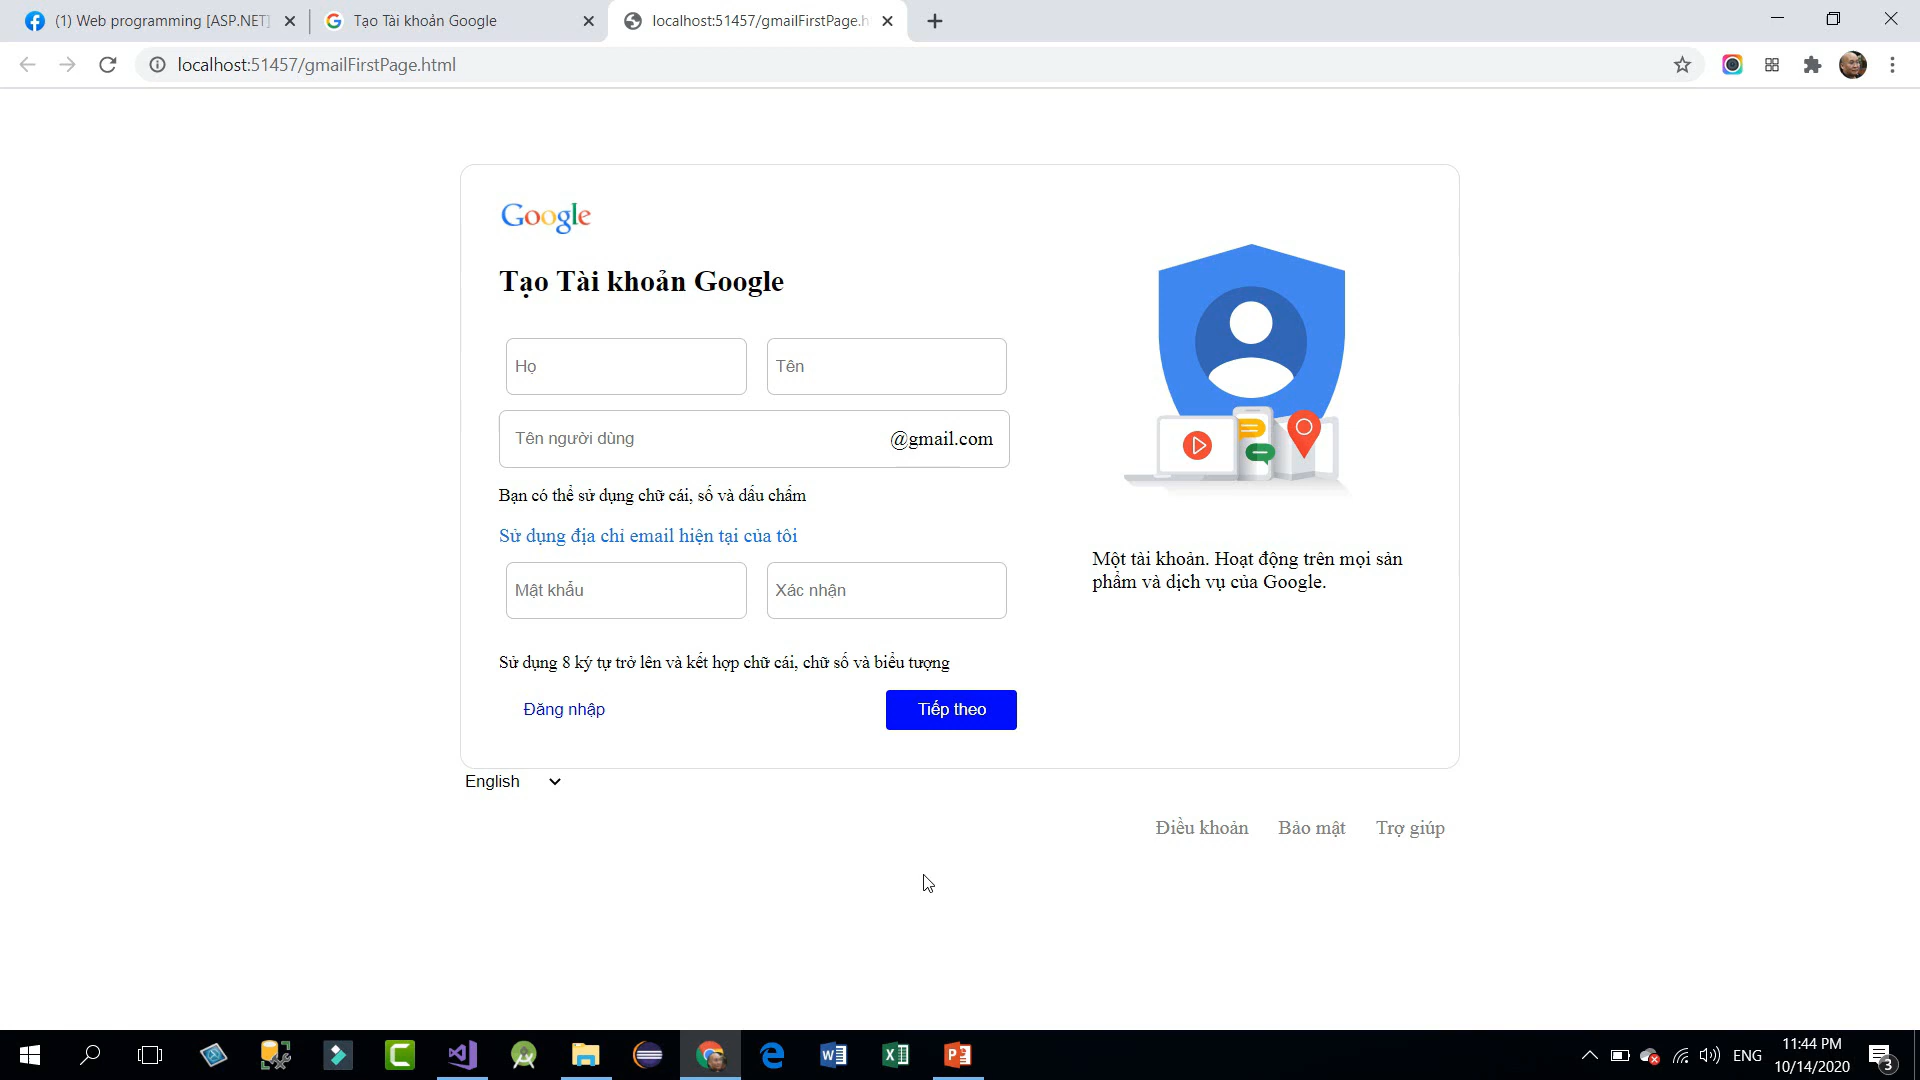 (1) Web programming [ASP.NET]
Tạo Tài khoản Google
localhost:51457/gmailFirstPage.h
localhost:51457/gmailFirstPage.html
Google
Tạo Tài khoản Google
Họ
Tên
Tên người dùng
@gmail.com
Bạn có thể sử dụng chữ cái, số và dấu chấm
Sử dụng địa chỉ email hiện tại của tôi
Mật khẩu
Xác nhận
Sử dụng 8 ký tự trở lên và kết hợp chữ cái, chữ số và biểu tượng
Đăng nhập
Tiếp theo
Một tài khoản. Hoạt động trên mọi sản
phẩm và dịch vụ của Google.
English
Điều khoản
Bảo mật
Trợ giúp
ENG
11:44 PM
10/14/2020
3